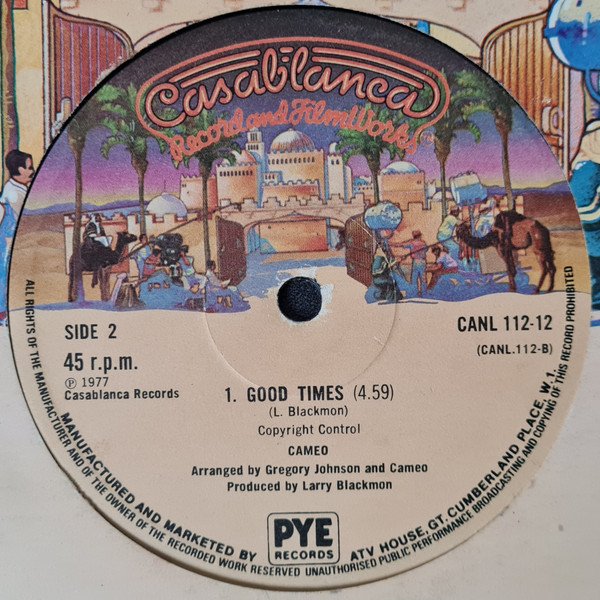 Casablanca
Record and FilmWorks
SIDE 2
45 r.p.m.
℗ 1977
Casablanca Records
CANL 112-12
(CANL.112-B)
1. GOOD TIMES (4.59)
(L. Blackmon)
Copyright Control
CAMEO
Arranged by Gregory Johnson and Cameo
Produced by Larry Blackmon
MANUFACTURED AND MARKETED BY
PYE
RECORDS
ATV HOUSE, GT. CUMBERLAND PLACE, W.1.
ALL RIGHTS OF THE MANUFACTURER AND OF THE OWNER OF THE RECORDED WORK RESERVED UNAUTHORISED PUBLIC PERFORMANCE BROADCASTING AND COPYING OF THIS RECORD PROHIBITED